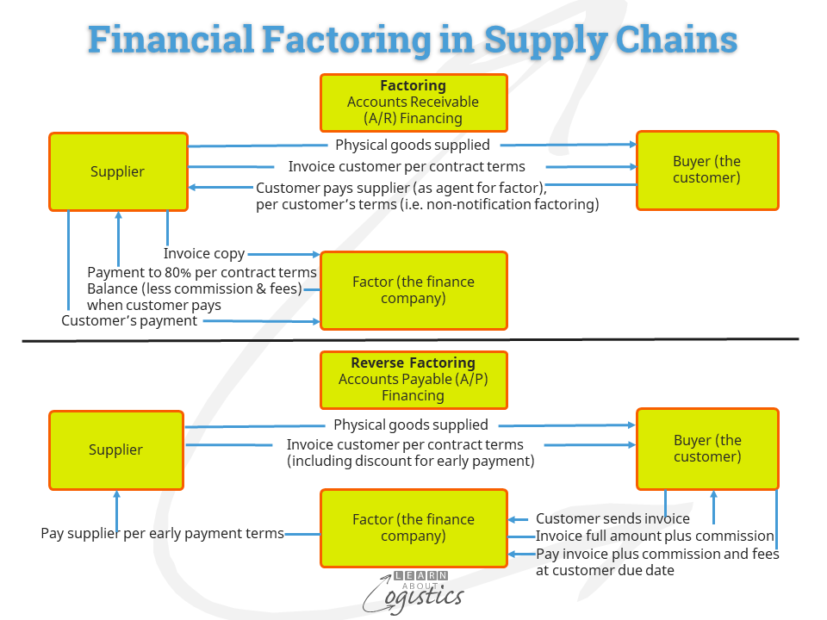 Financial Factoring in Supply Chains
Factoring
Accounts Receivable
(A/R) Financing
Supplier
Physical goods supplied
Invoice customer per contract terms
Customer pays supplier (as agent for factor),
per customer's terms (i.e. non-notification factoring)
Buyer (the
customer)
Invoice copy
Payment to 80% per contract terms
Balance (less commission & fees)
when customer pays
Customer's payment
Factor (the finance
company)
Reverse Factoring
Accounts Payable (A/P)
Financing
Supplier
Physical goods supplied
Invoice customer per contract terms
(including discount for early payment)
Buyer (the
customer)
Pay supplier per early payment terms
Factor (the finance
company)
Customer sends invoice
Invoice full amount plus commission
Pay invoice plus commission and fees
at customer due date
LEARN
ABOUT
Logistics